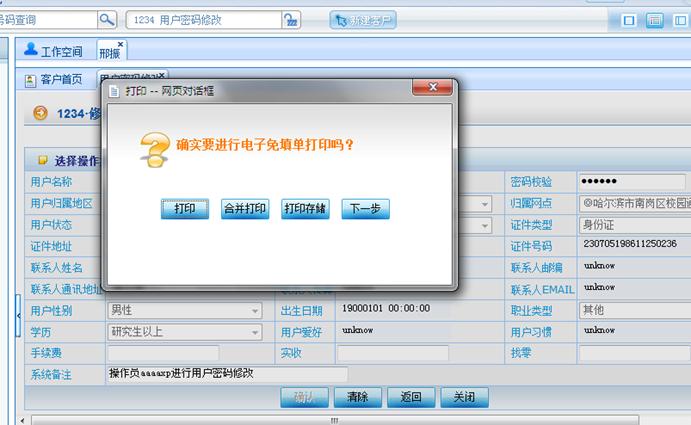 号码查询 1234 用户密码修改 新建客户
工作空间 邢振
客户首页 用户密码修改
1234-修
打印 -- 网页对话框
确实要进行电子免填单打印吗？
打印 合并打印 打印存储 下一步
选择操作
用户名称 密码校验 ●●●●●●
用户归属地区 归属网点 @哈尔滨市南岗区校园
用户状态 证件类型 身份证
证件地址 证件号码 230705198611250236
联系人姓名 联系人邮编 unknow
联系人通讯地址 联系人EMAIL unknow
用户性别 男性 出生日期 19000101 00:00:00 职业类型 其他
学历 研究生以上 用户爱好 unknow 用户习惯 unknow
手续费 实收 找零
系统备注 操作员aaaaxp进行用户密码修改
确认 清除 返回 关闭